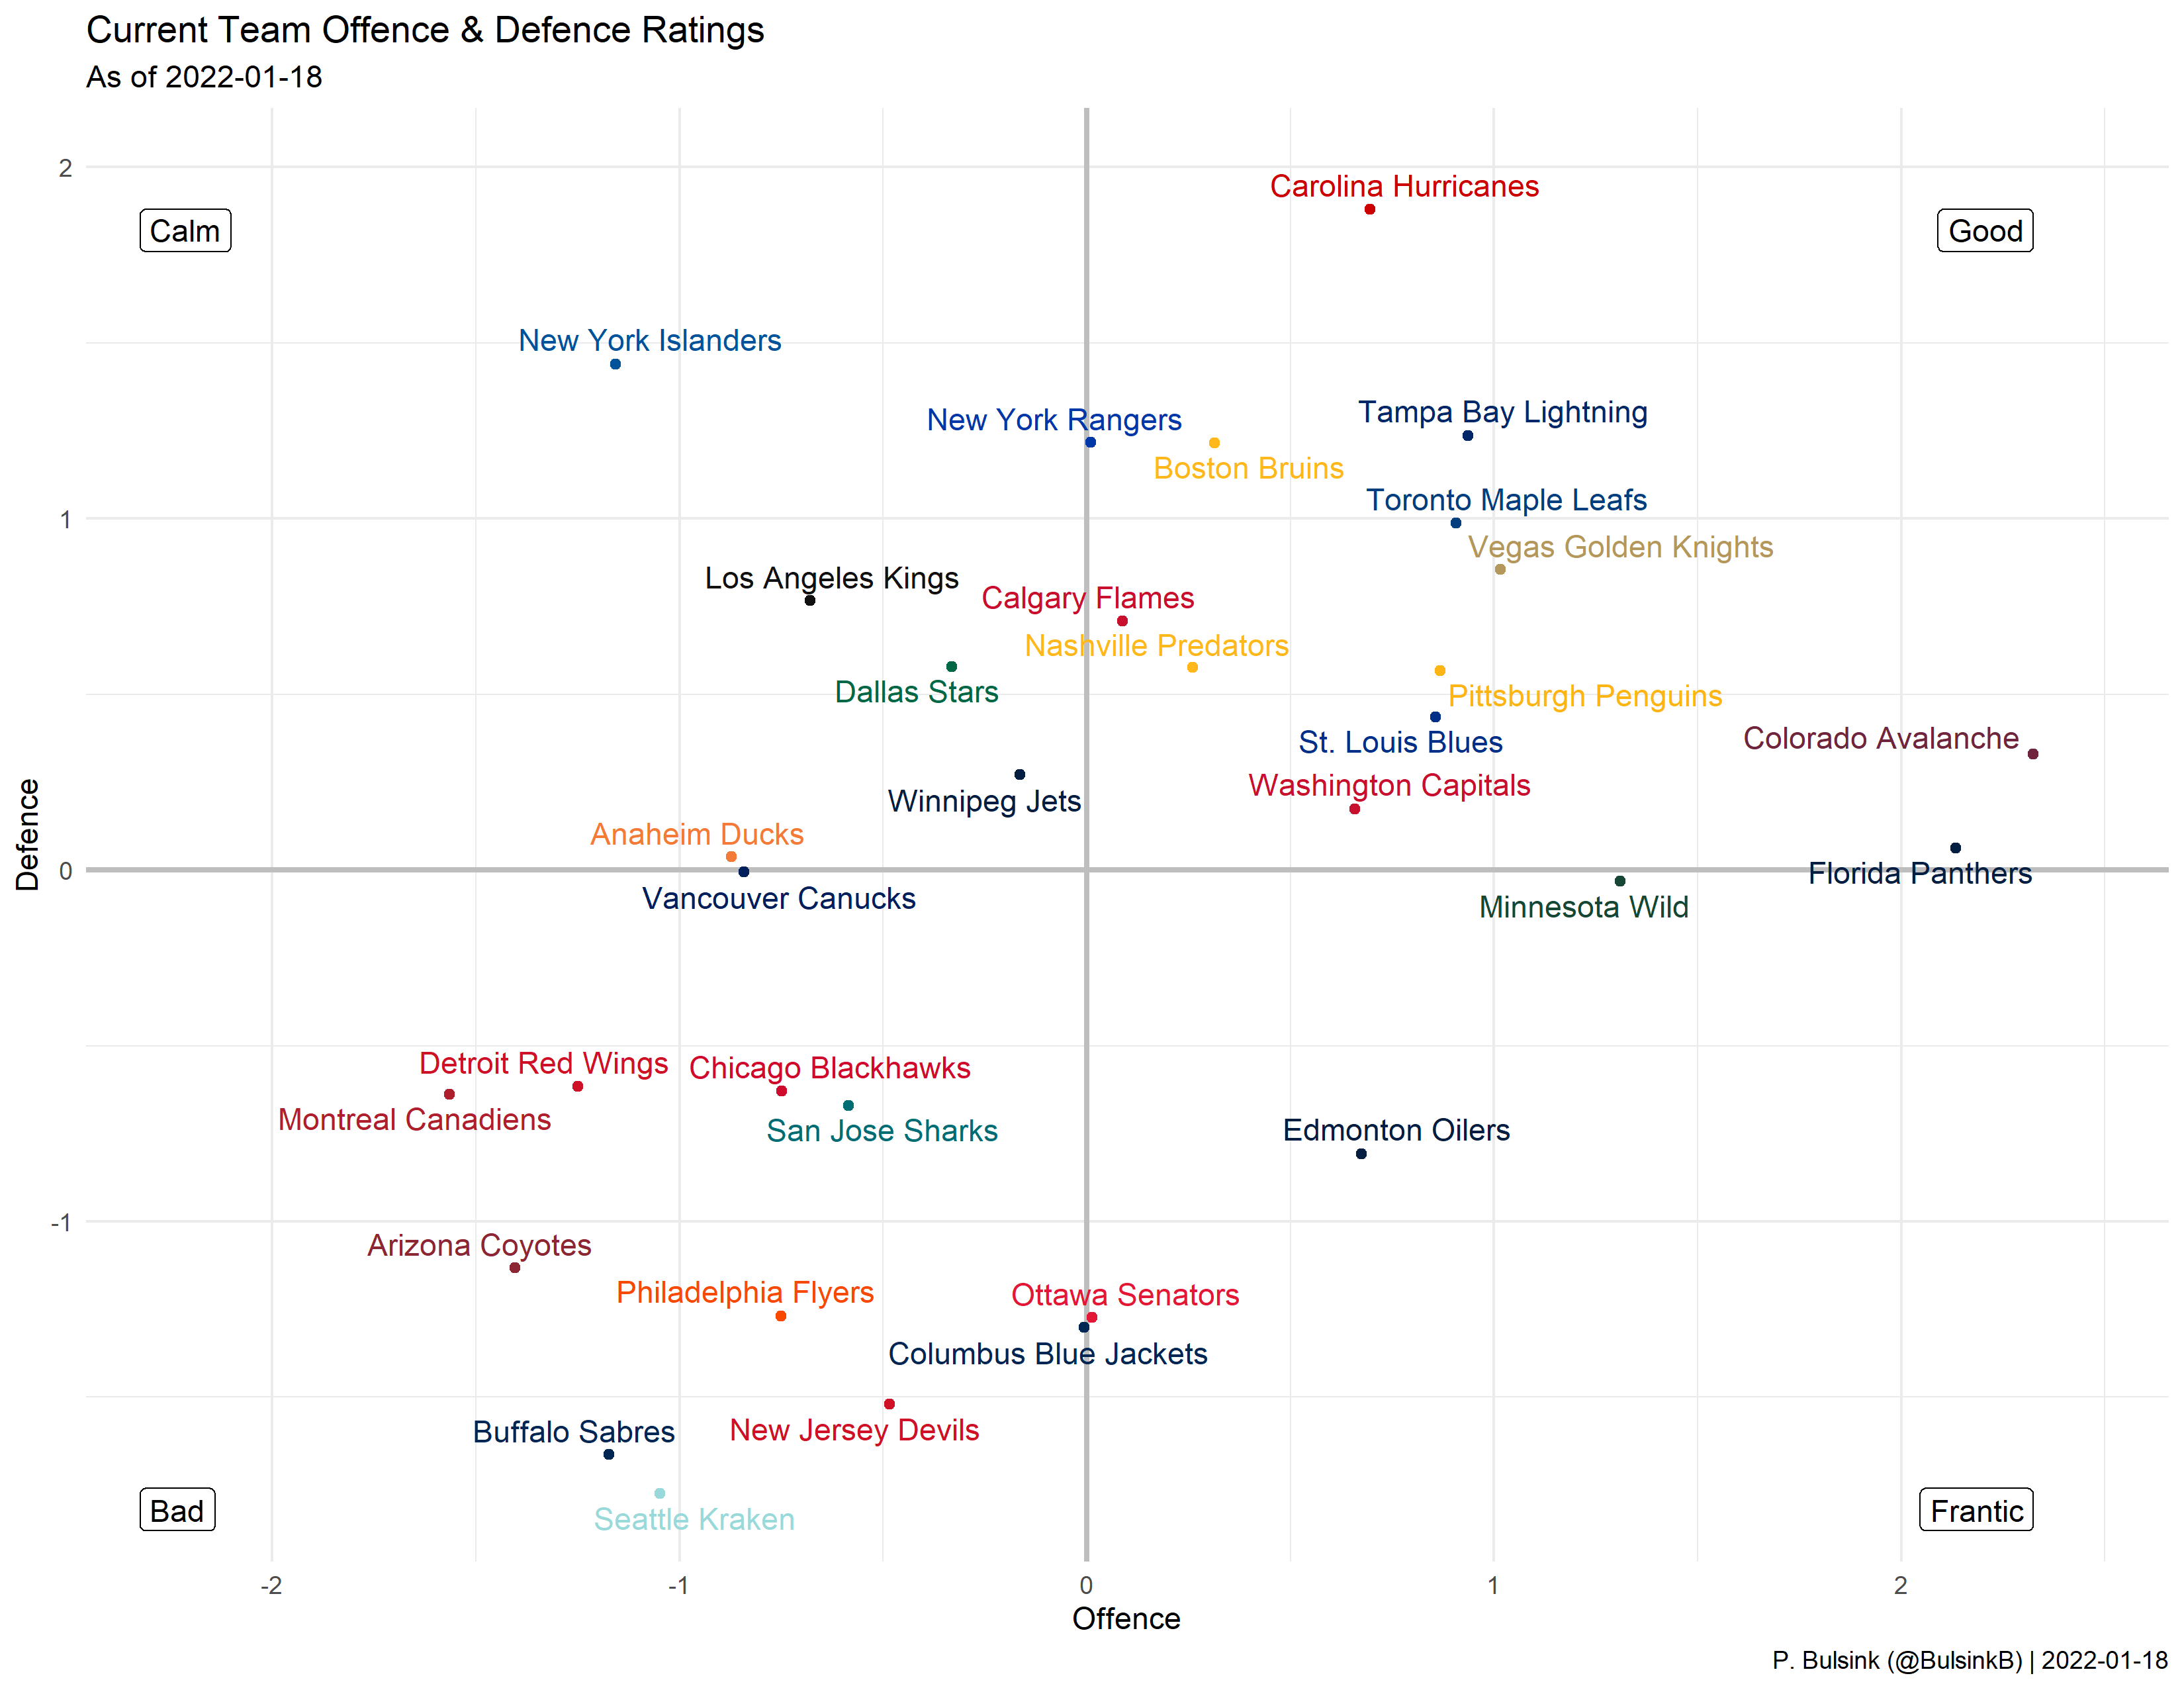 Current Team Offence & Defence Ratings
As of 2022-01-18
2
Carolina Hurricanes
Calm
Good
New York Islanders
New York Rangers
Tampa Bay Lightning
Boston Bruins
Toronto Maple Leafs
1
Vegas Golden Knights
Los Angeles Kings
Calgary Flames
Nashville Predators
Dallas Stars
Pittsburgh Penguins
St. Louis Blues
Colorado Avalanche
Washington Capitals
Winnipeg Jets
Anaheim Ducks
Defence
0
Florida Panthers
Vancouver Canucks
Minnesota Wild
Detroit Red Wings
Chicago Blackhawks
Montreal Canadiens
San Jose Sharks
Edmonton Oilers
-1
Arizona Coyotes
Philadelphia Flyers
Ottawa Senators
Columbus Blue Jackets
New Jersey Devils
Buffalo Sabres
Bad
Seattle Kraken
Frantic
-2 -1 0 1 2
Offence
P. Bulsink (@BulsinkB) | 2022-01-18